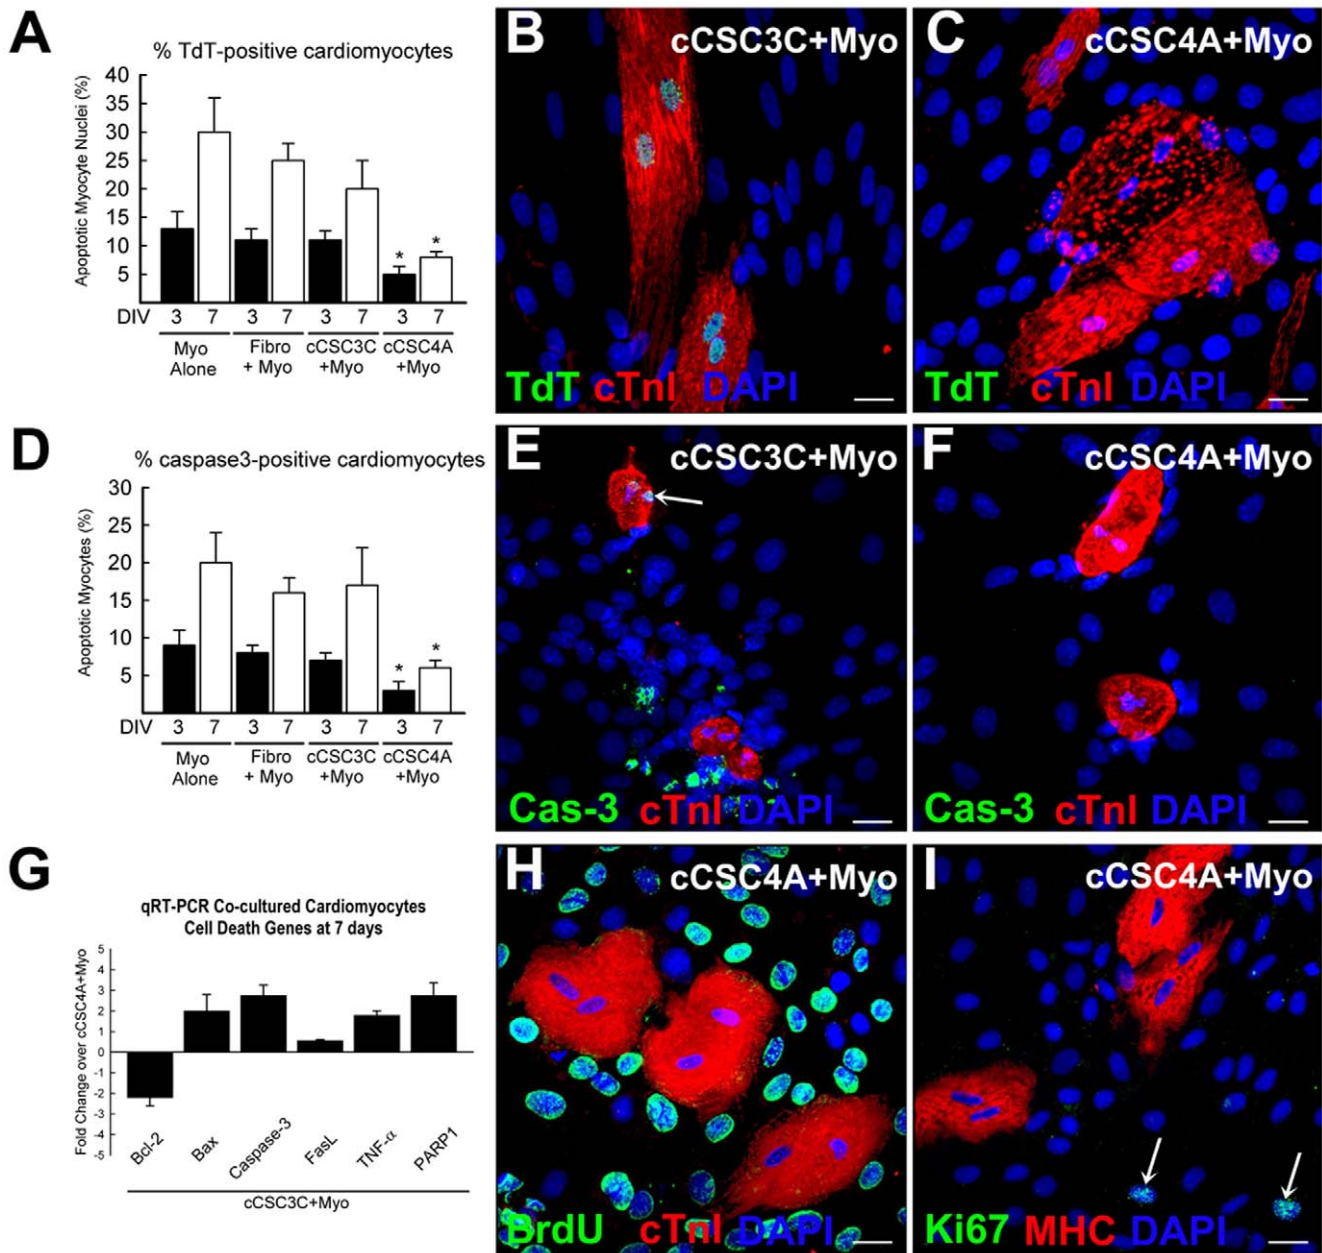 A
% TdT-positive cardiomyocytes
Apoptotic Myocyte Nuclei (%)
40
35
30
25
20
15
10
5
DIV 3 7 3 7 3 7 3 7
Myo Fibro cCSC3C cCSC4A
Alone + Myo +Myo +Myo
* *
B
cCSC3C+Myo
TdT cTnI DAPI
C
cCSC4A+Myo
TdT cTnI DAPI
D
% caspase3-positive cardiomyocytes
Apoptotic Myocytes (%)
30
25
20
15
10
5
* *
DIV 3 7 3 7 3 7 3 7
Myo Fibro cCSC3C cCSC4A
Alone + Myo +Myo +Myo
E
cCSC3C+Myo
Cas-3 cTnI DAPI
F
cCSC4A+Myo
Cas-3 cTnI DAPI
G
qRT-PCR Co-cultured Cardiomyocytes
Cell Death Genes at 7 days
Fold Change over cCSC4A+Myo
5
4
3
2
1
0
-1
-2
-3
-4
-5
Bcl-2 Bax Caspase-3 FasL TNF-α PARP1
cCSC3C+Myo
H
cCSC4A+Myo
BrdU cTnI DAPI
I
cCSC4A+Myo
Ki67 MHC DAPI